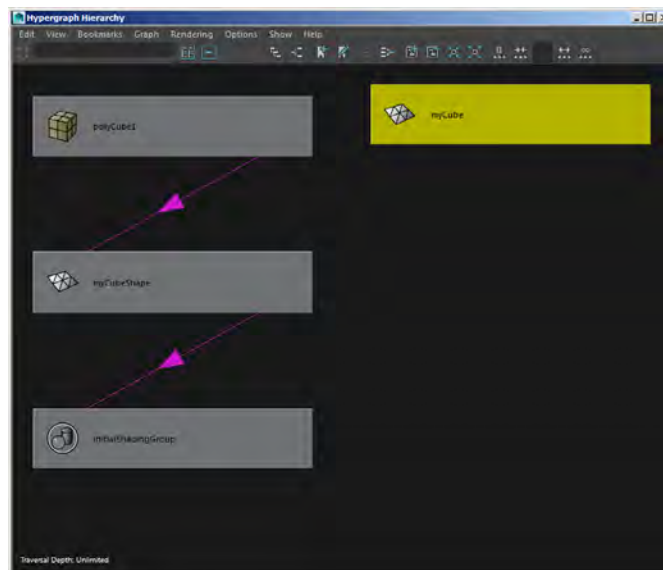 Hypergraph Hierarchy
Edit View Bookmarks Graph Rendering Options Show Help
polyCube1
myCube
myCubeShape
initialShadingGroup
Traversal Depth: Unlimited